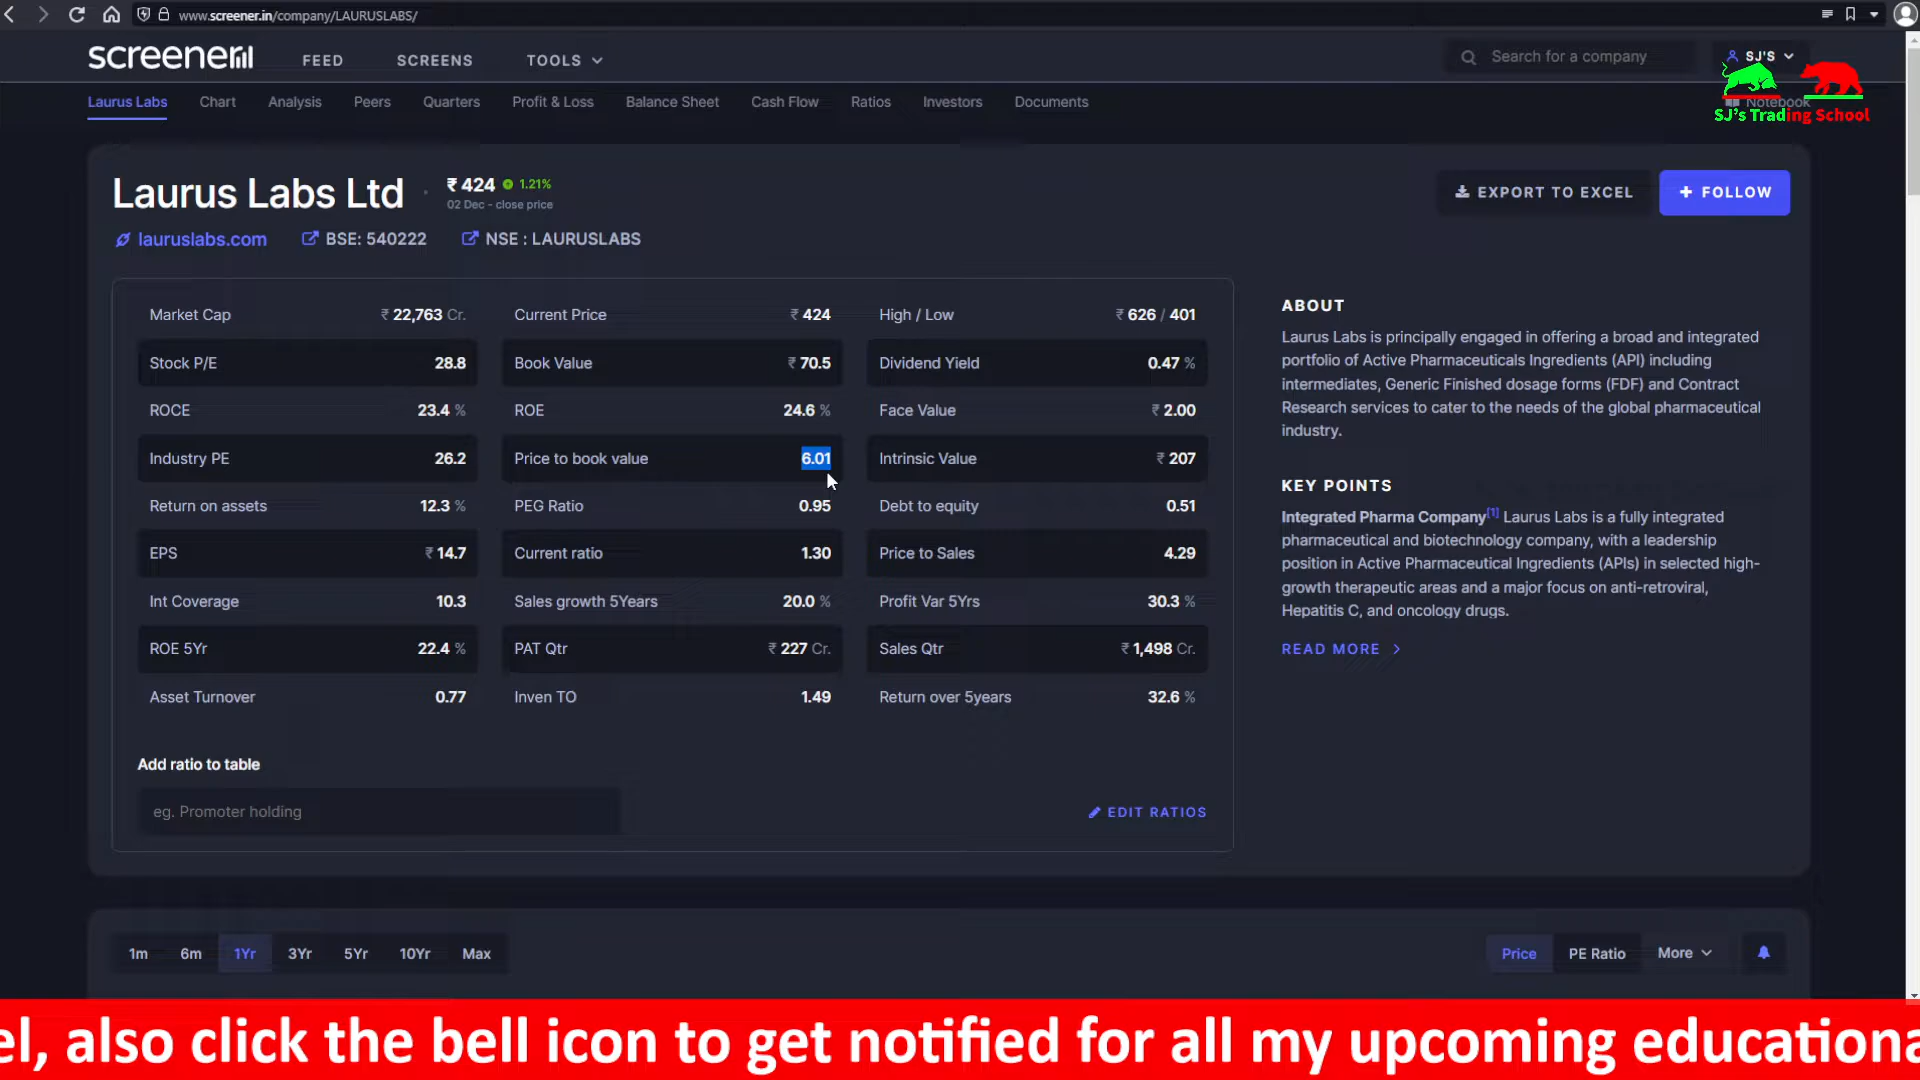 www.screener.in/company/LAURUSLABS/
screener
FEED
SCREENS
TOOLS
Search for a company
SJ'S
Laurus Labs
Chart
Analysis
Peers
Quarters
Profit & Loss
Balance Sheet
Cash Flow
Ratios
Investors
Documents
Notebook
SJ's Trading School
Laurus Labs Ltd
₹ 424 1.21%
02 Dec - close price
EXPORT TO EXCEL
+ FOLLOW
lauruslabs.com
BSE: 540222
NSE : LAURUSLABS
Market Cap ₹ 22,763 Cr.
Current Price ₹ 424
High / Low ₹ 626 / 401
Stock P/E 28.8
Book Value ₹ 70.5
Dividend Yield 0.47 %
ROCE 23.4 %
ROE 24.6 %
Face Value ₹ 2.00
Industry PE 26.2
Price to book value 6.01
Intrinsic Value ₹ 207
Return on assets 12.3 %
PEG Ratio 0.95
Debt to equity 0.51
EPS ₹ 14.7
Current ratio 1.30
Price to Sales 4.29
Int Coverage 10.3
Sales growth 5Years 20.0 %
Profit Var 5Yrs 30.3 %
ROE 5Yr 22.4 %
PAT Qtr ₹ 227 Cr.
Sales Qtr ₹ 1,498 Cr.
Asset Turnover 0.77
Inven TO 1.49
Return over 5years 32.6 %
Add ratio to table
eg. Promoter holding
EDIT RATIOS
ABOUT
Laurus Labs is principally engaged in offering a broad and integrated
portfolio of Active Pharmaceuticals Ingredients (API) including
intermediates, Generic Finished dosage forms (FDF) and Contract
Research services to cater to the needs of the global pharmaceutical
industry.
KEY POINTS
Integrated Pharma Company[1] Laurus Labs is a fully integrated
pharmaceutical and biotechnology company, with a leadership
position in Active Pharmaceutical Ingredients (APIs) in selected high-
growth therapeutic areas and a major focus on anti-retroviral,
Hepatitis C, and oncology drugs.
READ MORE
1m
6m
1Yr
3Yr
5Yr
10Yr
Max
Price
PE Ratio
More
el, also click the bell icon to get notified for all my upcoming educationa